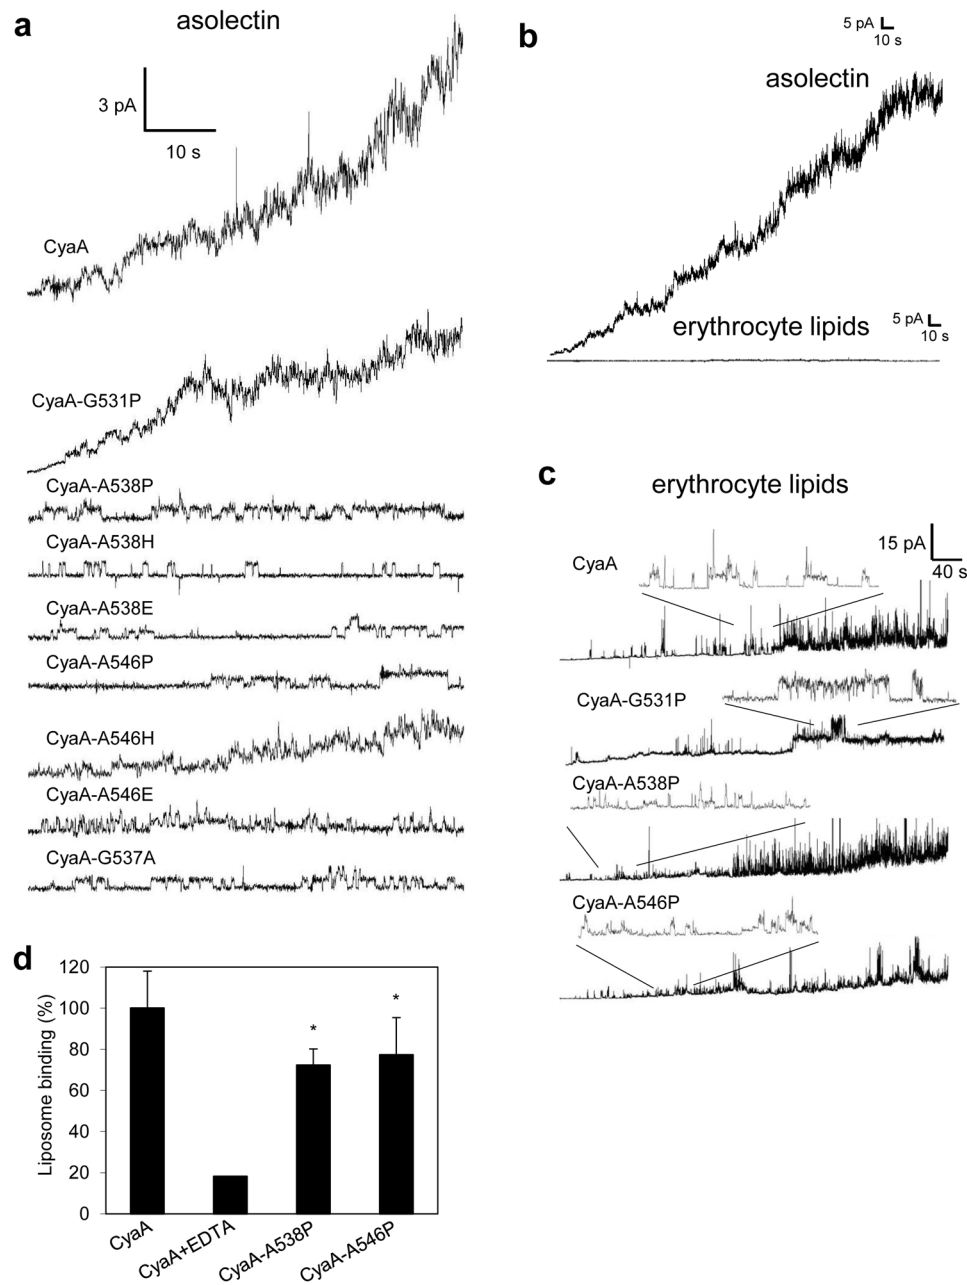 a
asolectin
3 pA
10 s
CyaA
CyaA-G531P
CyaA-A538P
CyaA-A538H
CyaA-A538E
CyaA-A546P
CyaA-A546H
CyaA-A546E
CyaA-G537A
b
5 pA
10 s
asolectin
erythrocyte lipids
5 pA
10 s
c
erythrocyte lipids
15 pA
40 s
CyaA
CyaA-G531P
CyaA-A538P
CyaA-A546P
d
Liposome binding (%)
120
100
80
60
40
20
0
*
*
CyaA
CyaA+EDTA
CyaA-A538P
CyaA-A546P